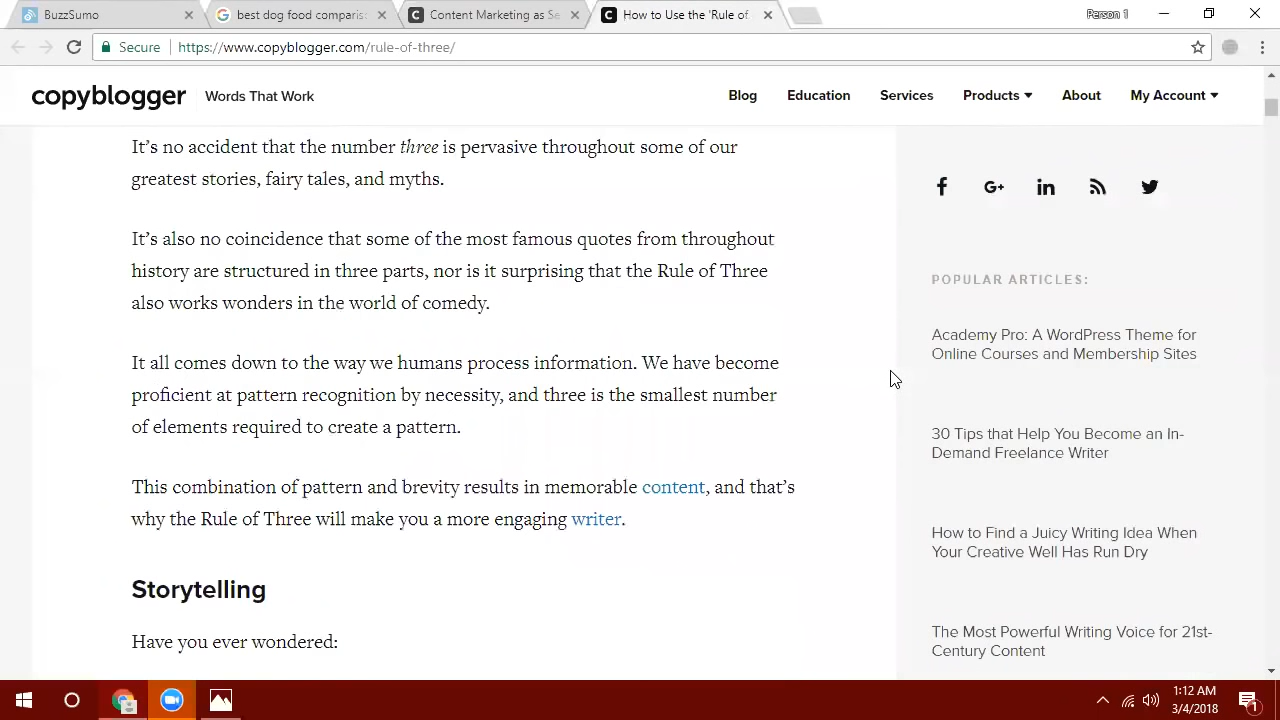 BuzzSumo
best dog food comparis
Content Marketing as Se
How to Use the 'Rule of
Person 1
Secure
https://www.copyblogger.com/rule-of-three/
copyblogger
Words That Work
Blog
Education
Services
Products
About
My Account
It's no accident that the number three is pervasive throughout some of our
greatest stories, fairy tales, and myths.
It's also no coincidence that some of the most famous quotes from throughout
history are structured in three parts, nor is it surprising that the Rule of Three
also works wonders in the world of comedy.
It all comes down to the way we humans process information. We have become
proficient at pattern recognition by necessity, and three is the smallest number
of elements required to create a pattern.
This combination of pattern and brevity results in memorable content, and that's
why the Rule of Three will make you a more engaging writer.
Storytelling
Have you ever wondered:
POPULAR ARTICLES:
Academy Pro: A WordPress Theme for
Online Courses and Membership Sites
30 Tips that Help You Become an In-
Demand Freelance Writer
How to Find a Juicy Writing Idea When
Your Creative Well Has Run Dry
The Most Powerful Writing Voice for 21st-
Century Content
1:12 AM
3/4/2018
1